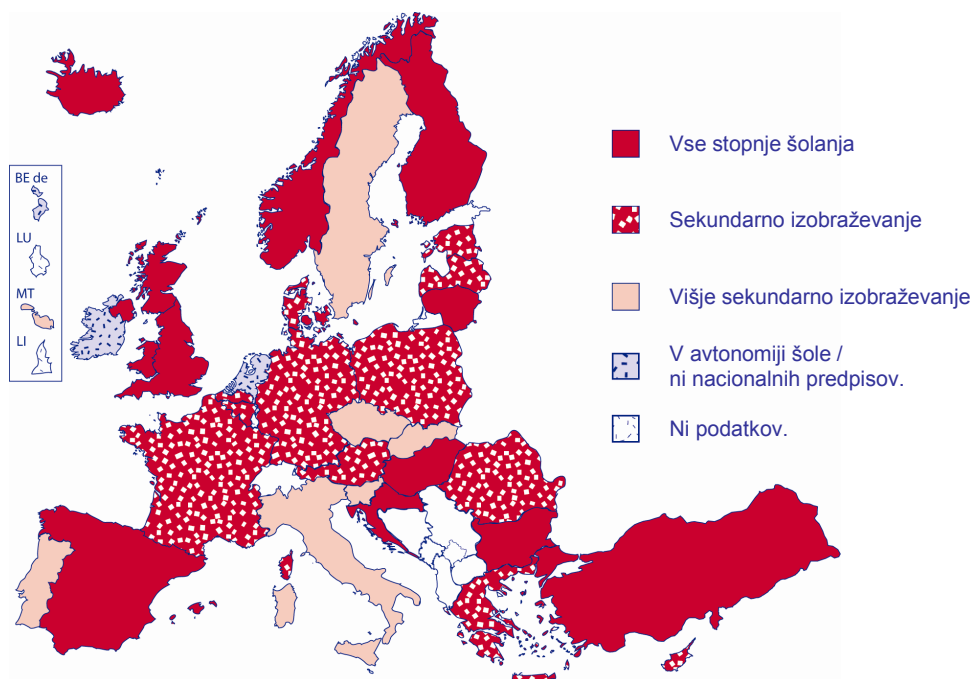 BE de
LU
MT
LI
Vse stopnje šolanja
Sekundarno izobraževanje
Višje sekundarno izobraževanje
V avtonomiji šole /
ni nacionalnih predpisov.
Ni podatkov.